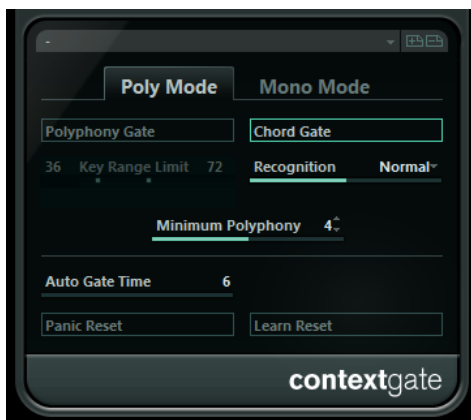 -
Poly Mode Mono Mode
Polyphony Gate Chord Gate
36 Key Range Limit 72 Recognition Normal
Minimum Polyphony 4
Auto Gate Time 6
Panic Reset Learn Reset
contextgate